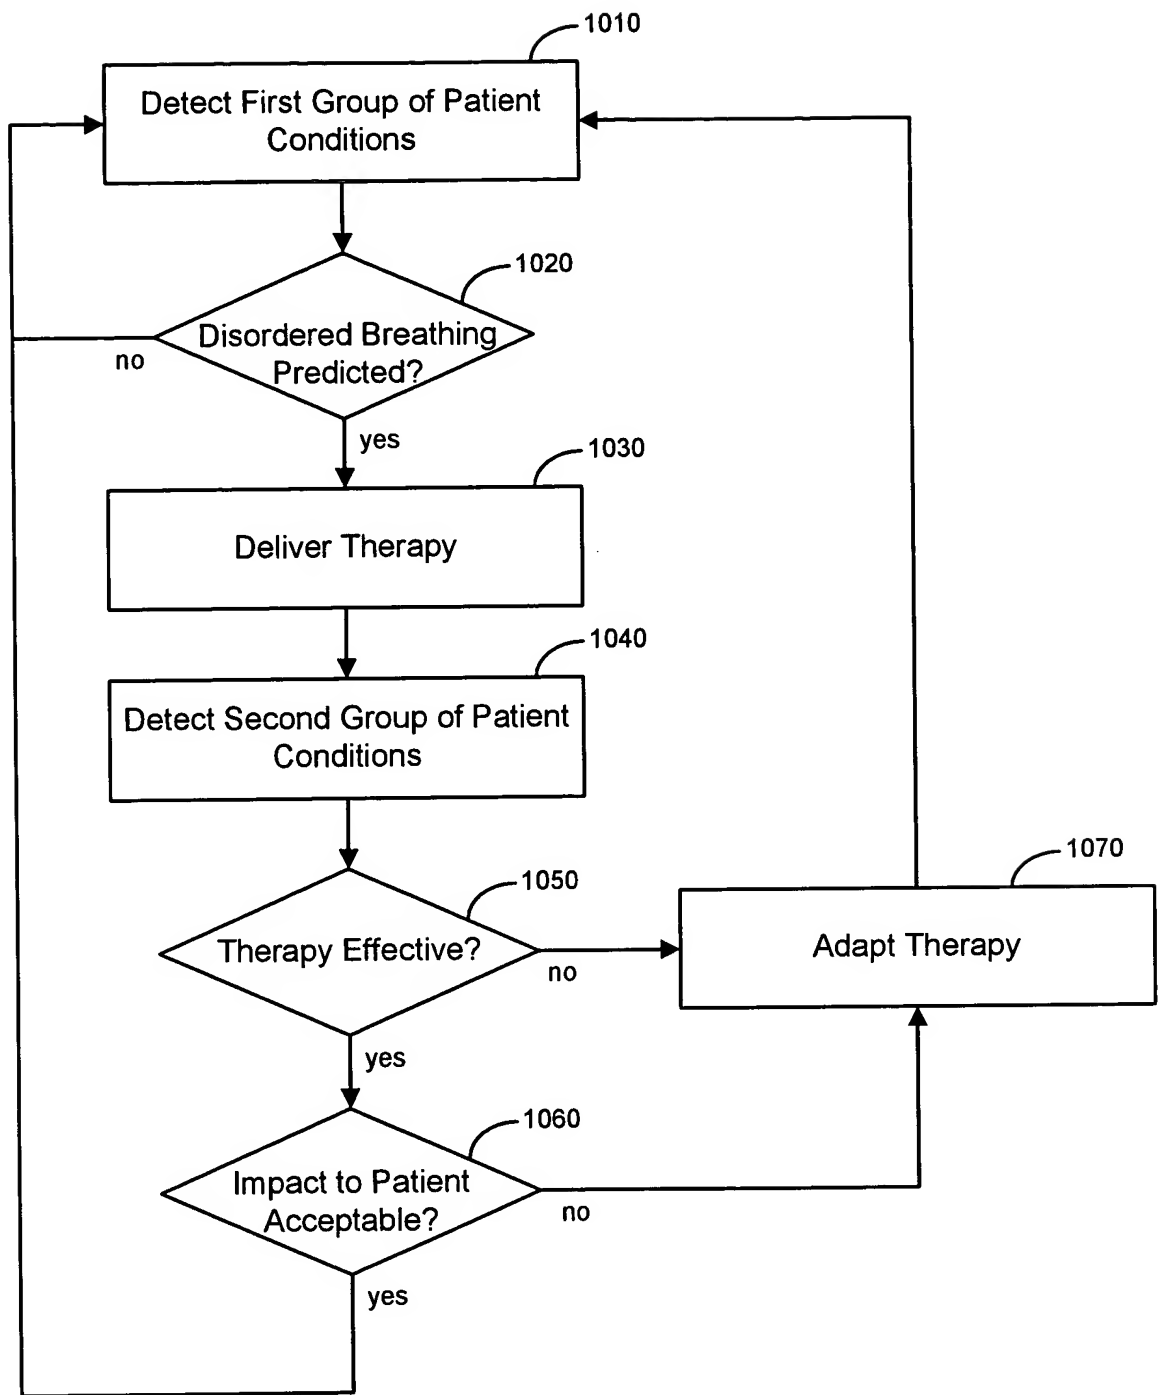 1010
Detect First Group of Patient
Conditions
1020
Disordered Breathing
Predicted?
no
yes
1030
Deliver Therapy
1040
Detect Second Group of Patient
Conditions
1050
Therapy Effective?
no
yes
1070
Adapt Therapy
1060
Impact to Patient
Acceptable?
no
yes